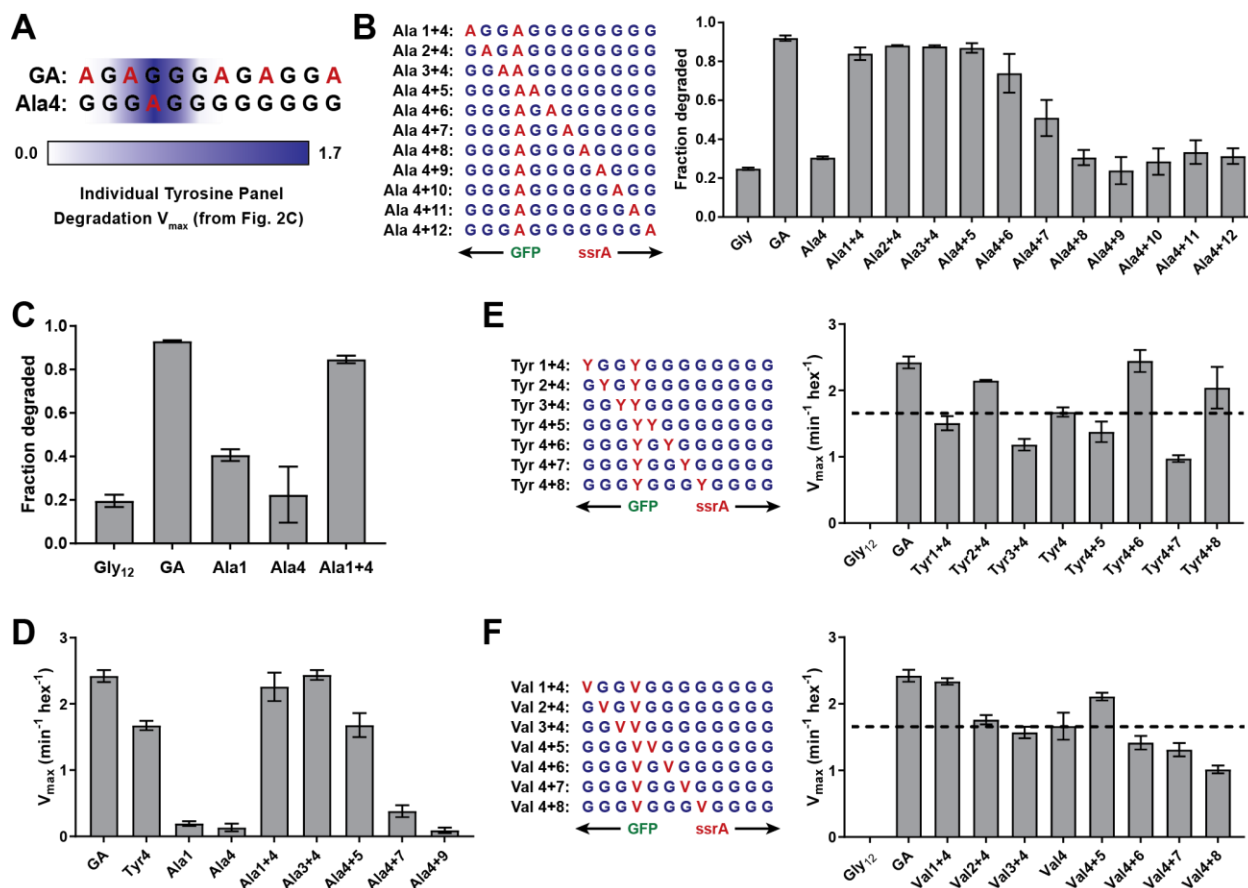 A
GA: A G A G G G A G A G G A
Ala4: G G G A G G G G G G G G
0.0 1.7
Individual Tyrosine Panel
Degradation Vmax (from Fig. 2C)
B
Ala 1+4: A G G A G G G G G G G G
Ala 2+4: G A G A G G G G G G G G
Ala 3+4: G G A A G G G G G G G G
Ala 4+5: G G G A A G G G G G G G
Ala 4+6: G G G A G A G G G G G G
Ala 4+7: G G G A G G A G G G G G
Ala 4+8: G G G A G G G A G G G G
Ala 4+9: G G G A G G G G A G G G
Ala 4+10: G G G A G G G G G A G G
Ala 4+11: G G G A G G G G G G A G
Ala 4+12: G G G A G G G G G G G A
GFP ssrA
Fraction degraded
1.0
0.8
0.6
0.4
0.2
0.0
Gly GA Ala4 Ala1+4 Ala2+4 Ala3+4 Ala4+5 Ala4+6 Ala4+7 Ala4+8 Ala4+9 Ala4+10 Ala4+11 Ala4+12
C
Fraction degraded
1.0
0.8
0.6
0.4
0.2
0.0
Gly12 GA Ala1 Ala4 Ala1+4
E
Tyr 1+4: Y G G Y G G G G G G G G
Tyr 2+4: G Y G Y G G G G G G G G
Tyr 3+4: G G Y Y G G G G G G G G
Tyr 4+5: G G G Y Y G G G G G G G
Tyr 4+6: G G G Y G Y G G G G G G
Tyr 4+7: G G G Y G G Y G G G G G
Tyr 4+8: G G G Y G G G Y G G G G
GFP ssrA
Vmax (min-1 hex-1)
3
2
1
0
Gly12 GA Tyr1+4 Tyr2+4 Tyr3+4 Tyr4 Tyr4+5 Tyr4+6 Tyr4+7 Tyr4+8
D
Vmax (min-1 hex-1)
3
2
1
0
GA Tyr4 Ala1 Ala4 Ala1+4 Ala3+4 Ala4+5 Ala4+7 Ala4+9
F
Val 1+4: V G G V G G G G G G G G
Val 2+4: G V G V G G G G G G G G
Val 3+4: G G V V G G G G G G G G
Val 4+5: G G G V V G G G G G G G
Val 4+6: G G G V G V G G G G G G
Val 4+7: G G G V G G V G G G G G
Val 4+8: G G G V G G G V G G G G
GFP ssrA
Vmax (min-1 hex-1)
3
2
1
0
Gly12 GA Val1+4 Val2+4 Val3+4 Val4 Val4+5 Val4+6 Val4+7 Val4+8